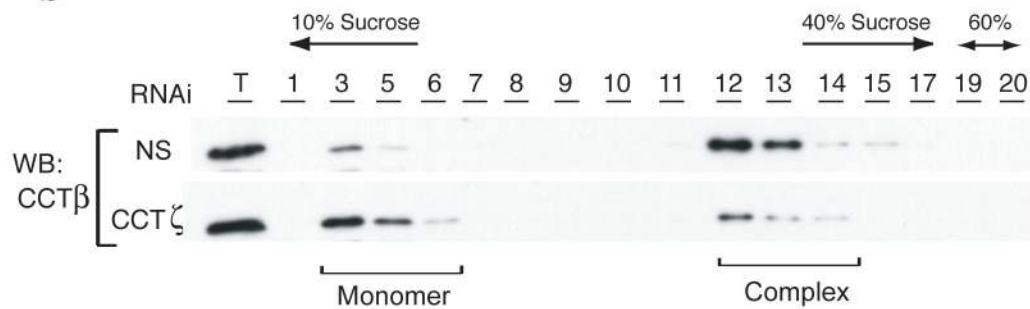 10% Sucrose 40% Sucrose 60%
RNAi T 1 3 5 6 7 8 9 10 11 12 13 14 15 17 19 20
WB: NS
CCTβ CCTζ
Monomer Complex